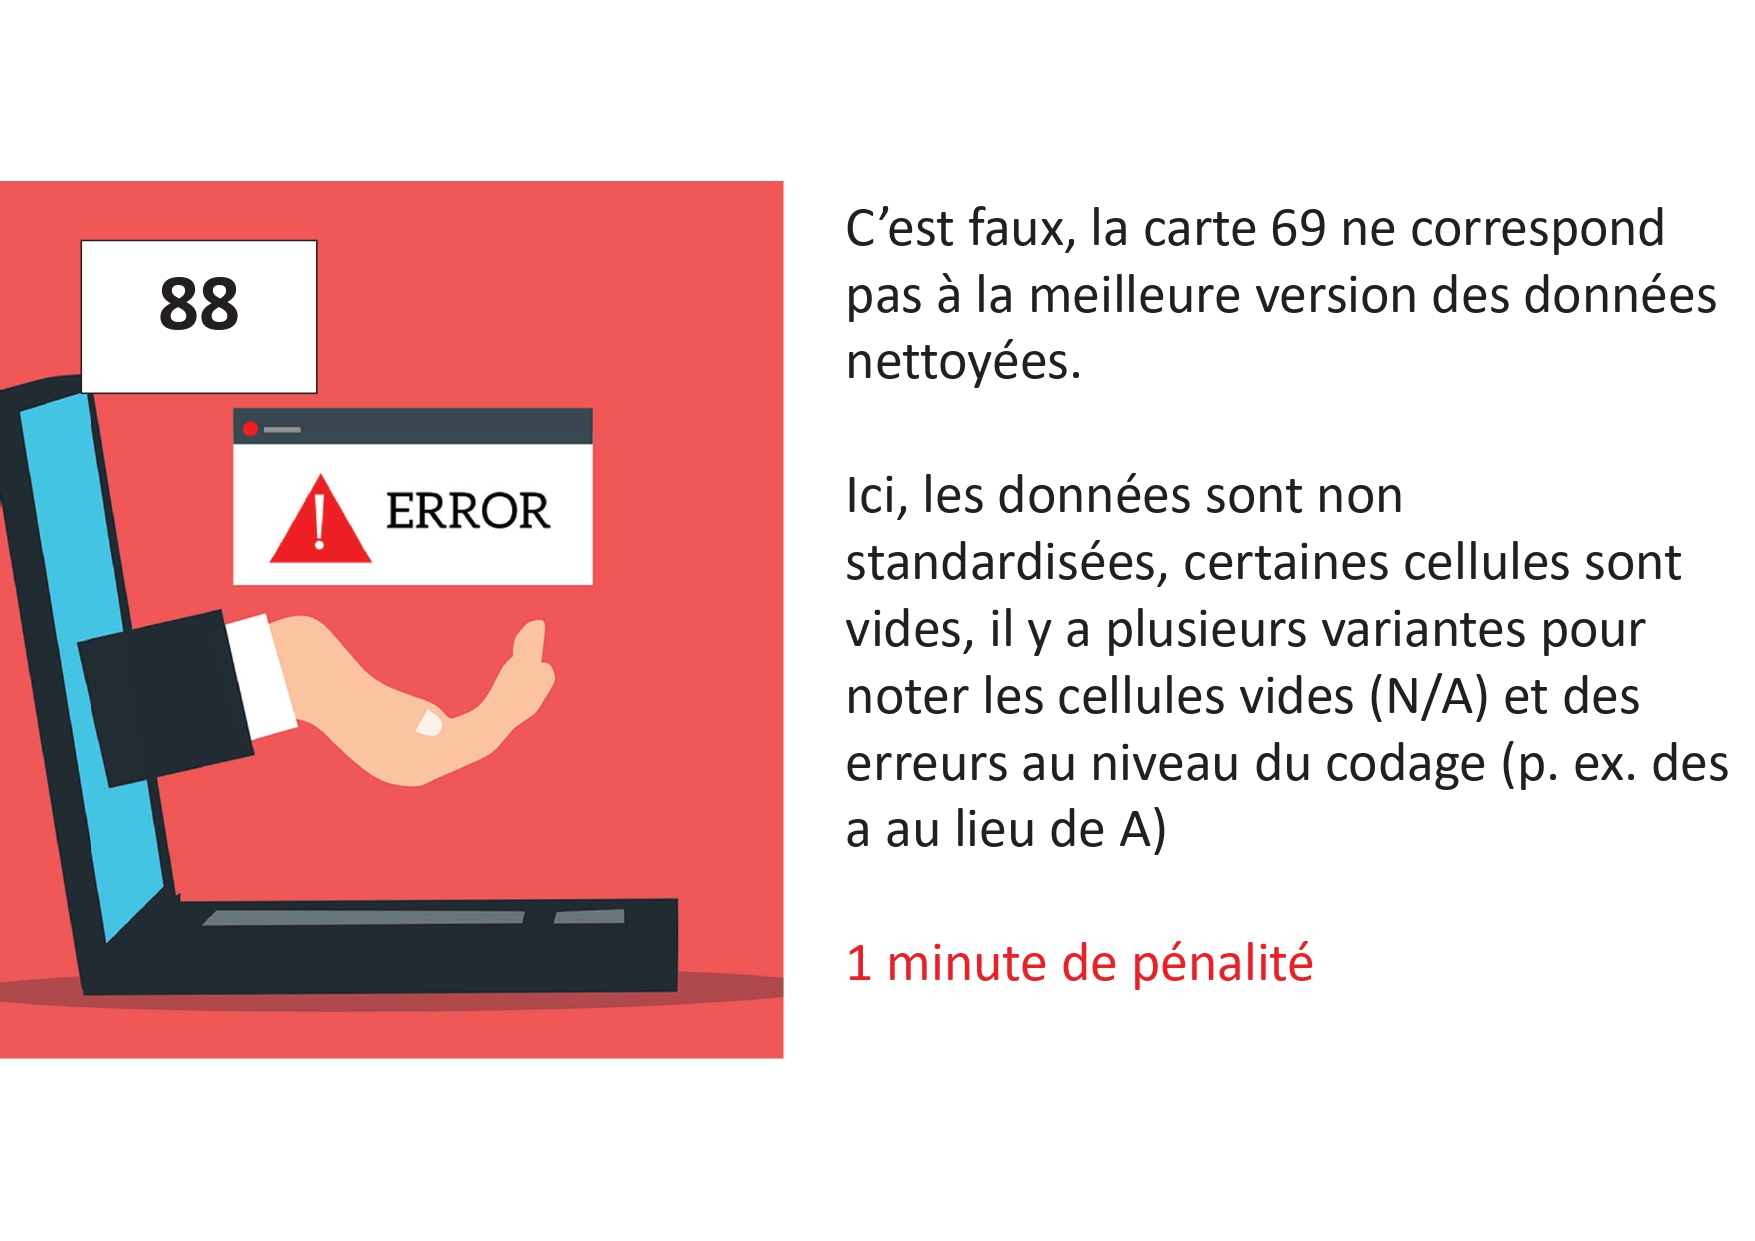 88
ERROR
C’est faux, la carte 69 ne correspond
pas à la meilleure version des données
nettoyées.
Ici, les données sont non
standardisées, certaines cellules sont
vides, il y a plusieurs variantes pour
noter les cellules vides (N/A) et des
erreurs au niveau du codage (p. ex. des
a au lieu de A)
1 minute de pénalité